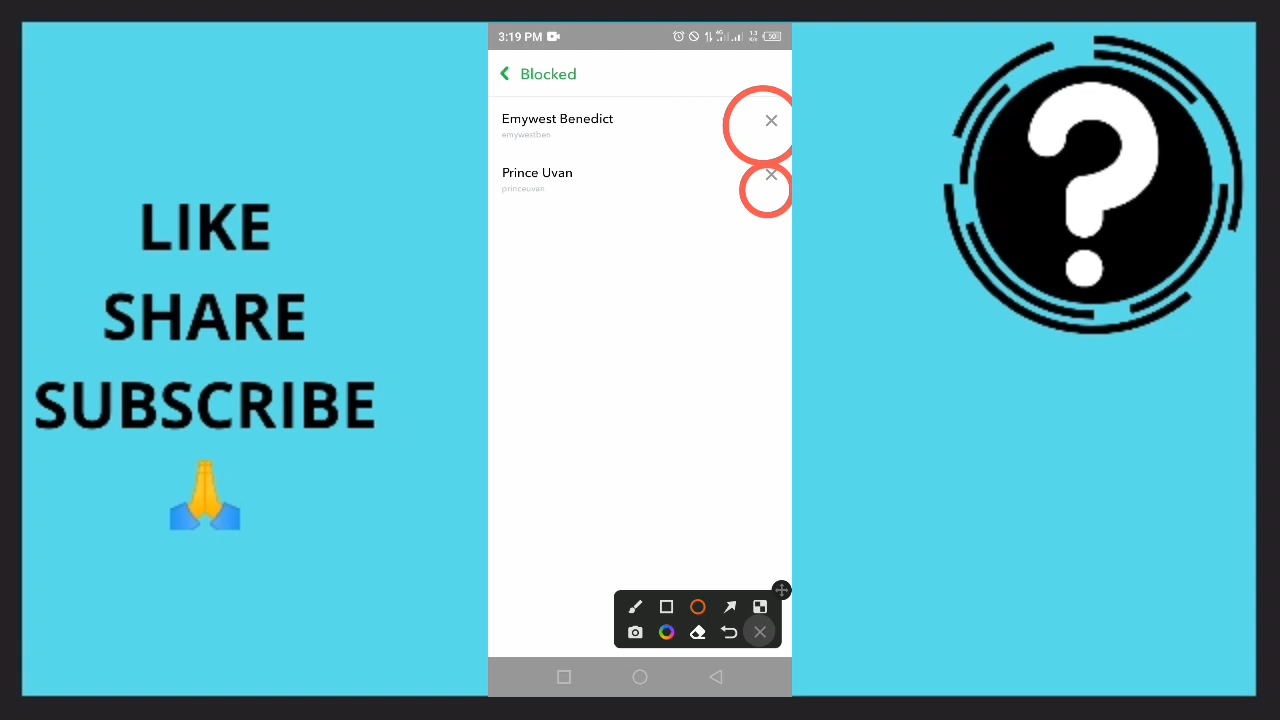 3:19 PM
Blocked
Emywest Benedict
emywestben
Prince Uvan
princeuvan
LIKE
SHARE
SUBSCRIBE
🙏
?